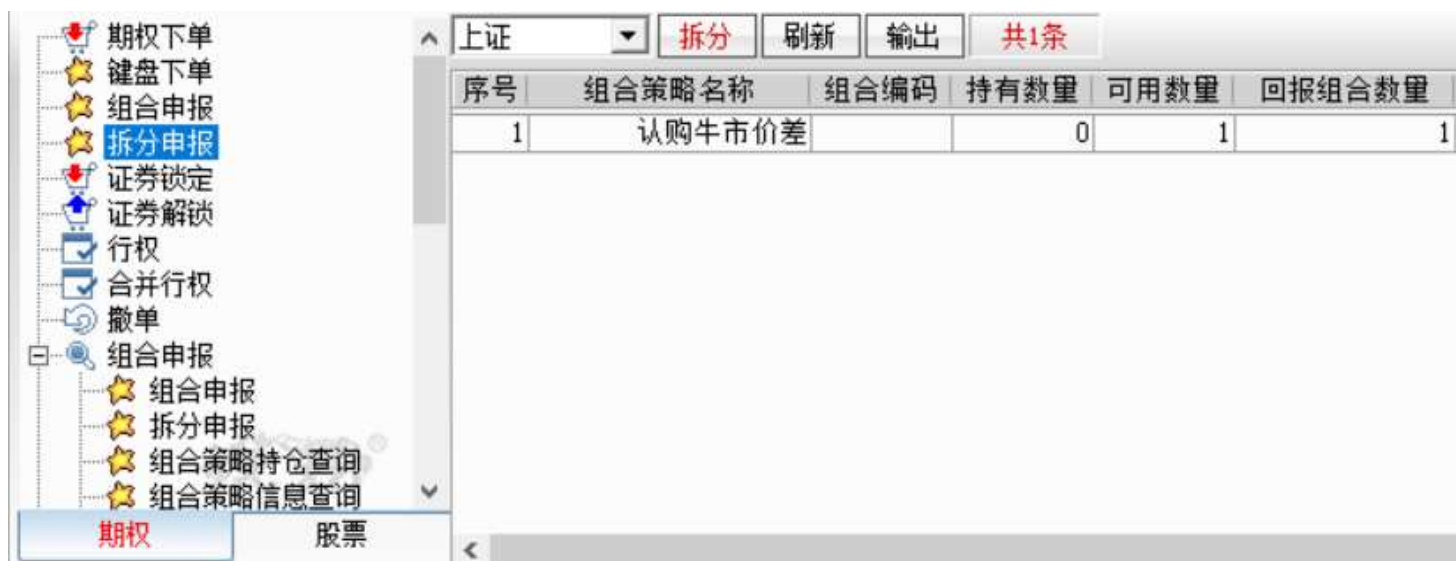 期权下单
键盘下单
组合申报
拆分申报
证券锁定
证券解锁
行权
合并行权
撤单
组合申报
组合申报
拆分申报
组合策略持仓查询
组合策略信息查询
期权 股票
上证 拆分 刷新 输出 共1条
序号 组合策略名称 组合编码 持有数量 可用数量 回报组合数量
1 认购牛市价差 0 1 1